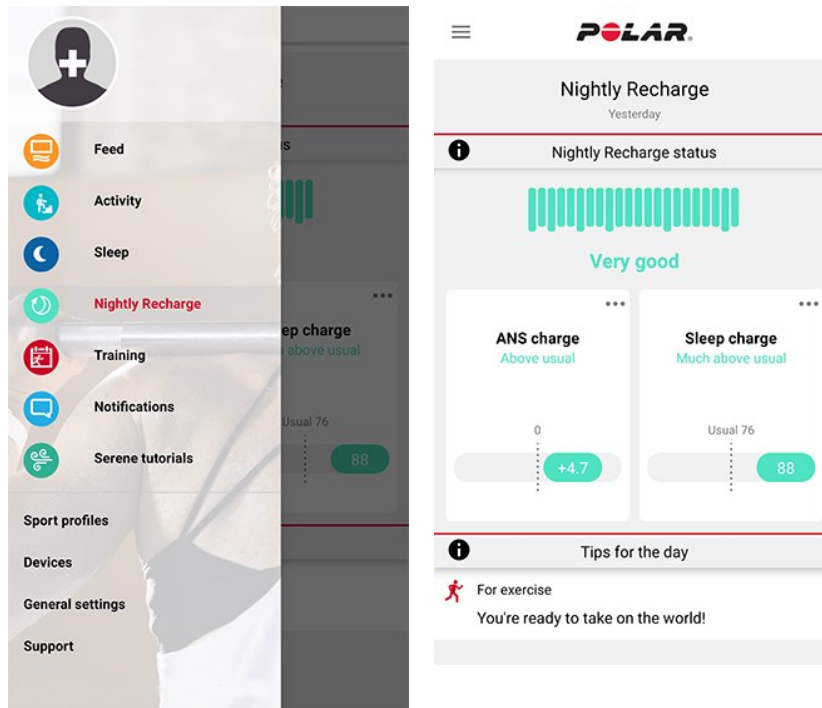 Feed
Activity
Sleep
Nightly Recharge
Training
Notifications
Serene tutorials
Sport profiles
Devices
General settings
Support
ep charge
above usual
Usual 76
88
POLAR.
Nightly Recharge
Yesterday
Nightly Recharge status
Very good
ANS charge
Above usual
0
+4.7
Sleep charge
Much above usual
Usual 76
88
Tips for the day
For exercise
You're ready to take on the world!